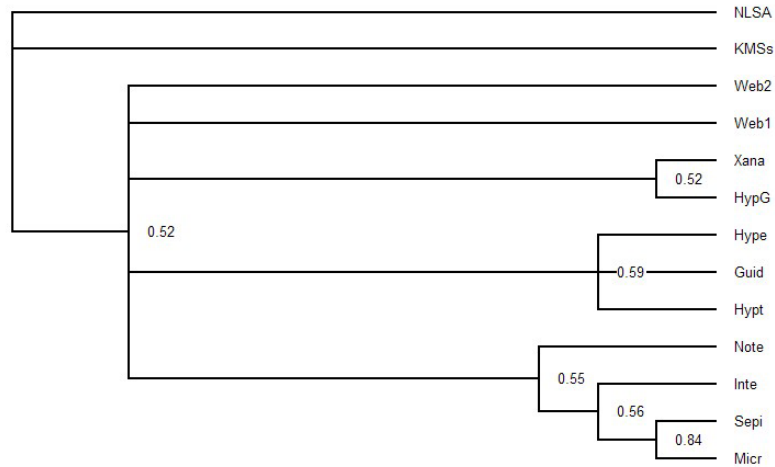 NLSA
KMSs
Web2
Web1
Xana
0.52
HypG
0.52
Hype
0.59
Guid
Hypt
Note
0.55
Inte
0.56
Sepi
0.84
Micr